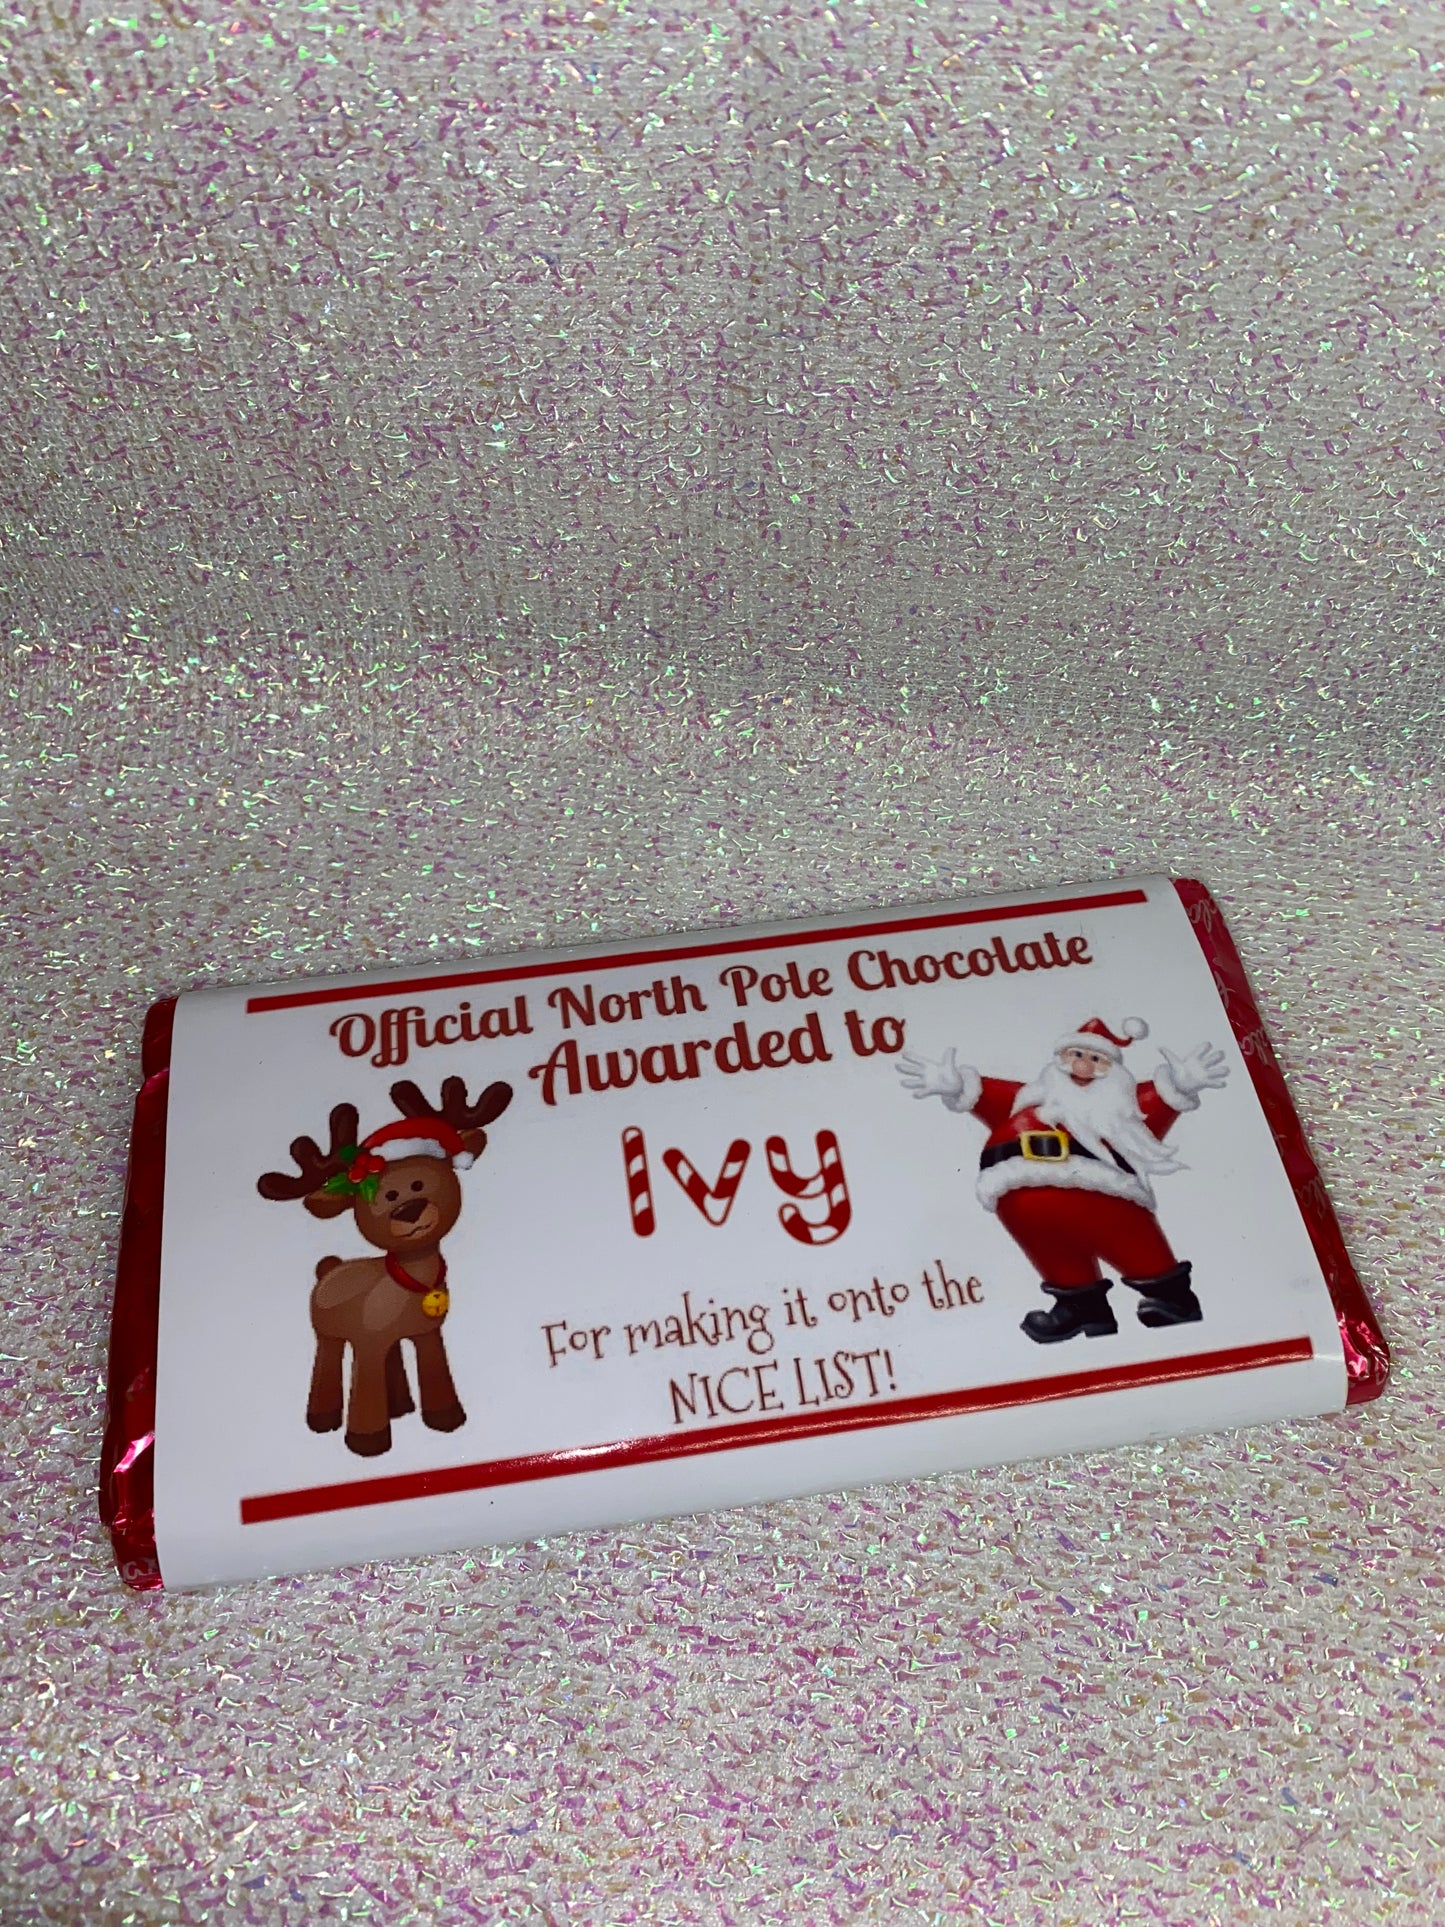 Official North Pole Chocolate
Awarded to
Ivy
For making it onto the
NICE LIST!